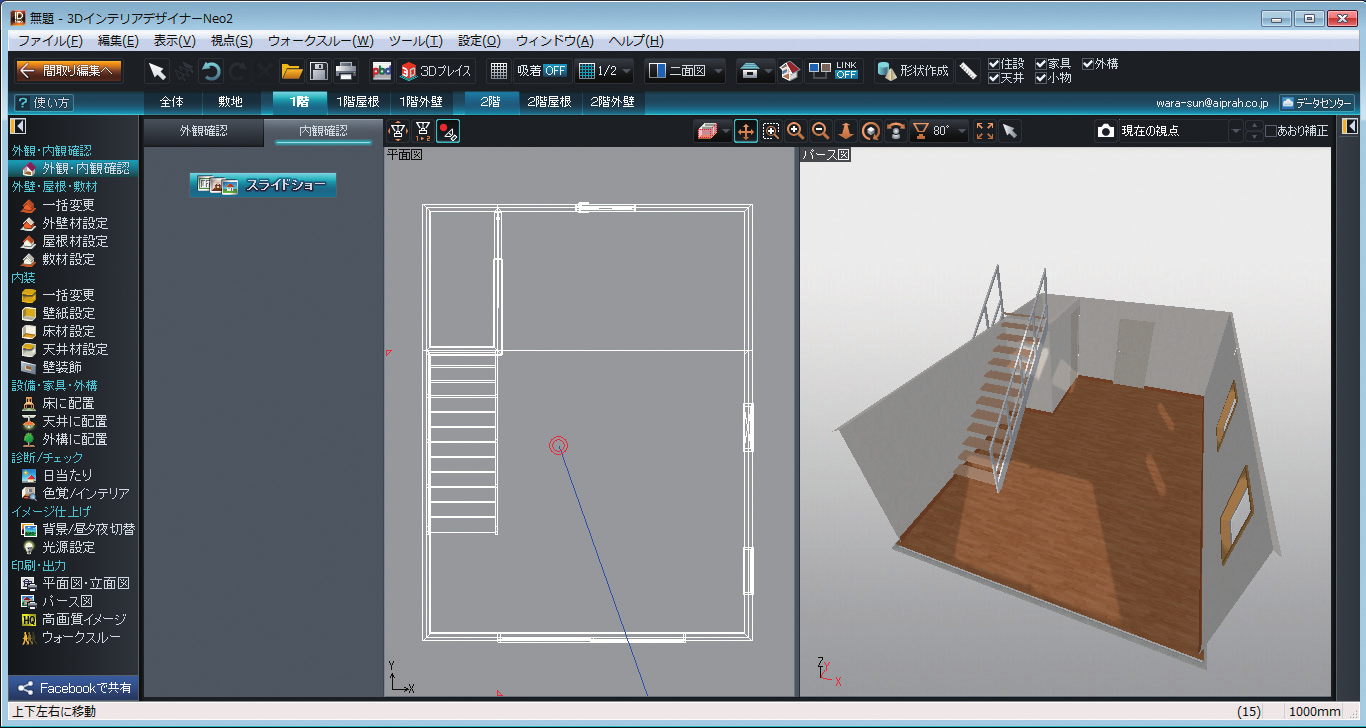 無題 - 3DインテリアデザイナーNeo2
ファイル(F) 編集(E) 表示(V) 視点(S) ウォークスルー(W) ツール(T) 設定(O) ウィンドウ(A) ヘルプ(H)
間取り編集へ abc 3Dプレイス 吸着 OFF 1/2 二面図 LINK OFF 形状作成 住設 家具 外構
天井 小物
? 使い方 全体 敷地 1階 1階屋根 1階外壁 2階 2階屋根 2階外壁 wara-sun@aiprah.co.jp データセンター
外観確認 内観確認 80° 現在の視点 あおり補正
平面図 パース図
スライドショー
外観・内観確認
外観・内観確認
外壁・屋根・敷材
一括変更
外壁材設定
屋根材設定
敷材設定
内装
一括変更
壁紙設定
床材設定
天井材設定
壁装飾
設備・家具・外構
床に配置
天井に配置
外構に配置
診断/チェック
日当たり
色覚/インテリア
イメージ仕上げ
背景/昼夕夜切替
光源設定
印刷・出力
平面図・立面図
パース図
HQ 高画質イメージ
ウォークスルー
Facebookで共有
Y
X
Z
Y
X
上下左右に移動 (15) 1000mm